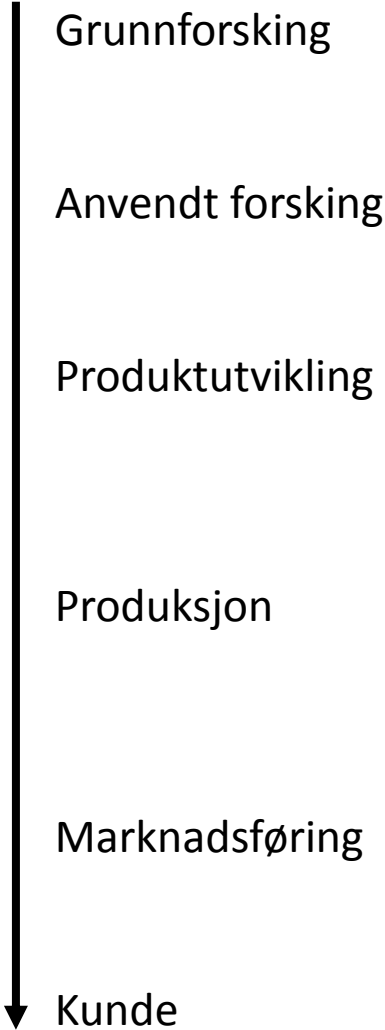 Grunnforsking
Anvendt forsking
Produktutvikling
Produksjon
Marknadsføring
Kunde